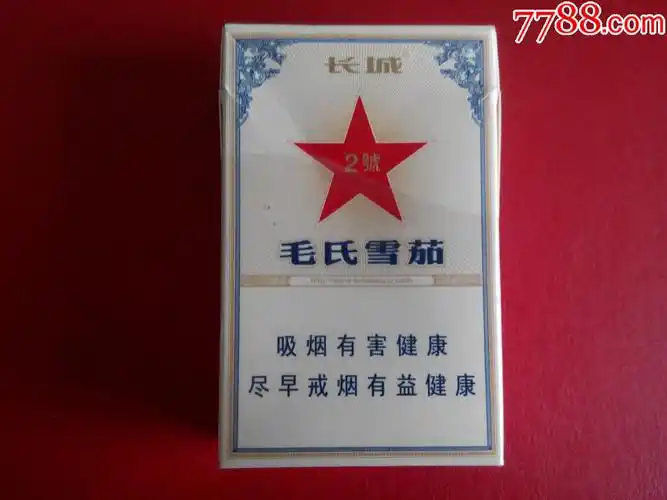 7788.com
长城
2號
毛氏雪茄
吸烟有害健康
尽早戒烟有益健康